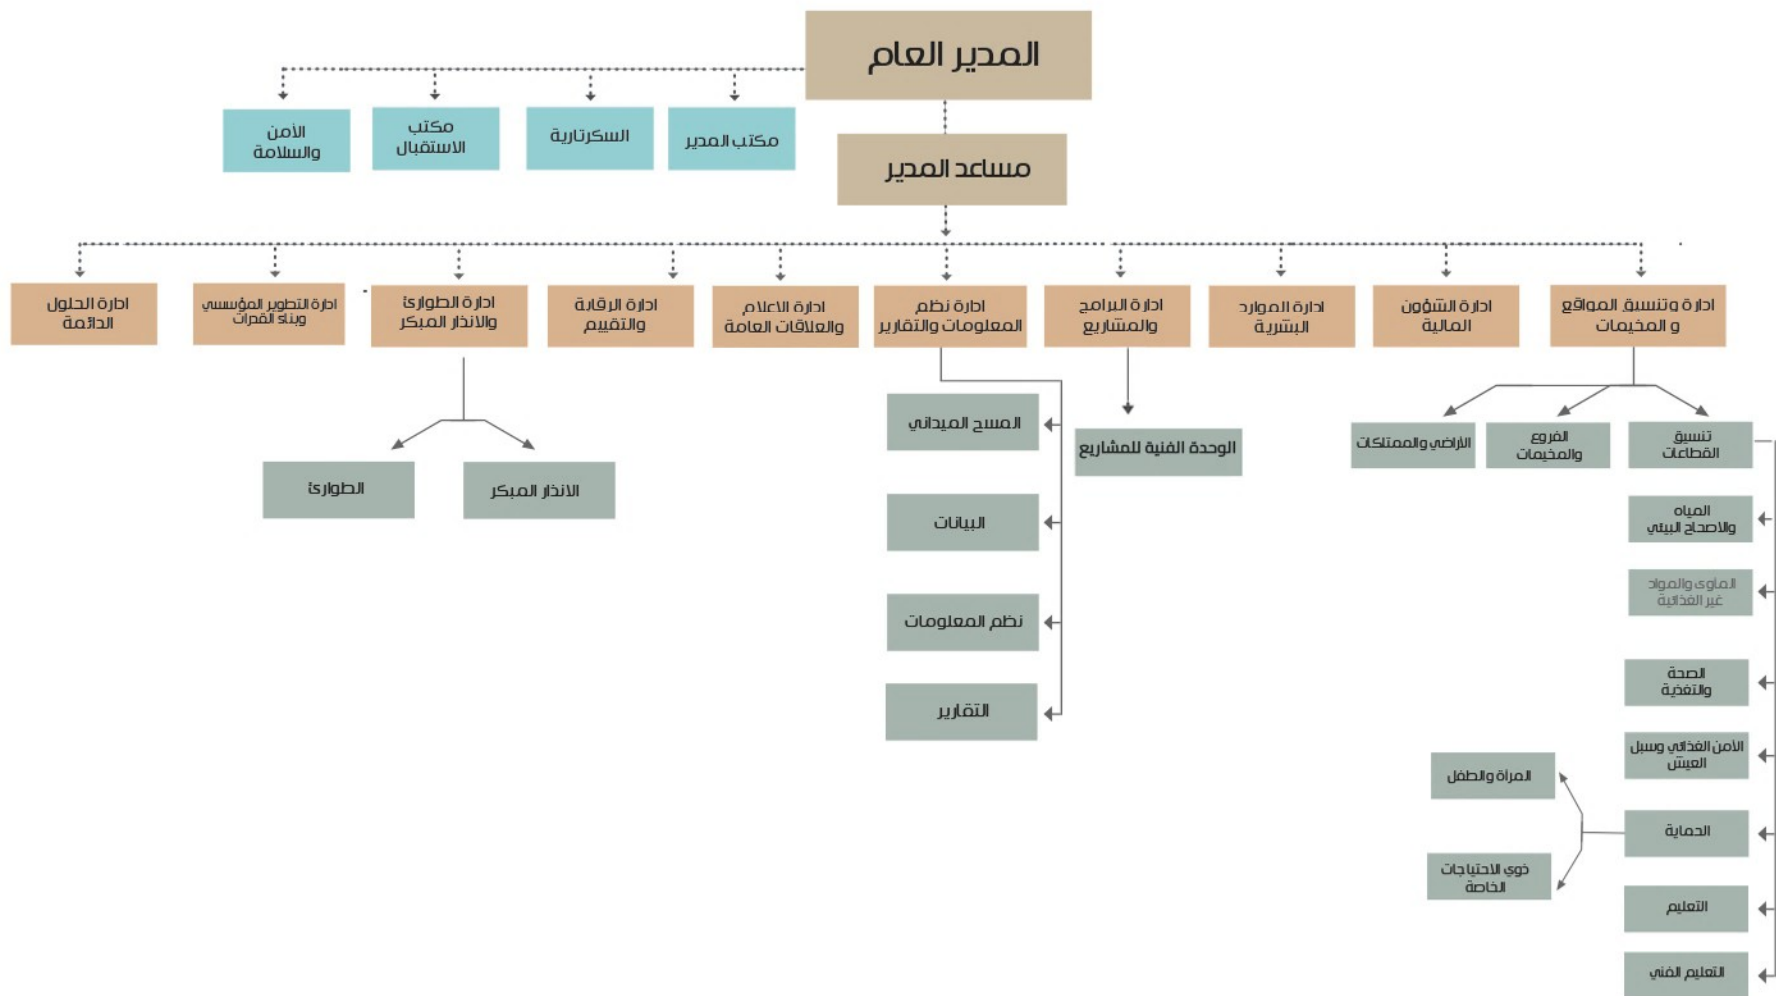 المدير العام
مكتب المدير
السكرتارية
مكتب
الاستقبال
الأمن
والسلامة
مساعد المدير
ادارة وتنسيق المواقع
و المخيمات
ادارة الشؤون
المالية
ادارة الموارد
البشرية
ادارة البرامج
والمشاريع
ادارة نظم
المعلومات والتقارير
ادارة الاعلام
والعلاقات العامة
ادارة الرقابة
والتقييم
ادارة الطوارئ
والانذار المبكر
ادارة التطوير المؤسسي
وبناء القدرات
ادارة الحلول
الدائمة
تنسيق
القطاعات
الفروع
والمخيمات
الأراضي والممتلكات
الوحدة الفنية للمشاريع
المسح الميداني
البيانات
نظم المعلومات
التقارير
الانذار المبكر
الطوارئ
المياه
والاصحاح البيئي
المأوى والمواد
غير الغذائية
الصحة
والتغذية
الأمن الغذائي وسبل
العيش
الحماية
المرأة والطفل
ذوي الاحتياجات
الخاصة
التعليم
التعليم الفني